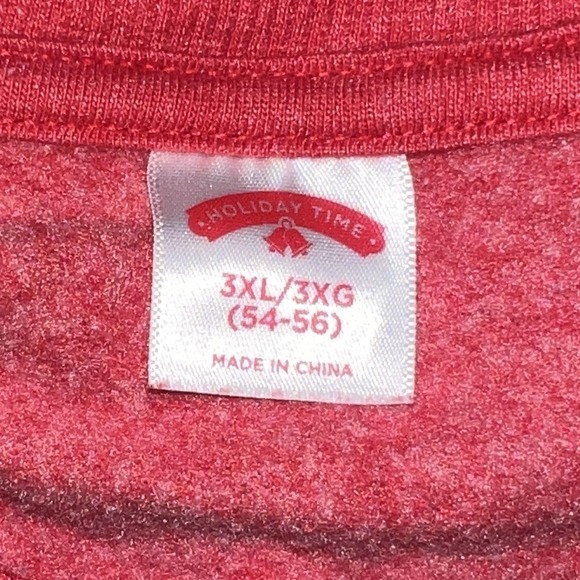 • HOLIDAY TIME •
3XL/3XG
(54-56)
MADE IN CHINA